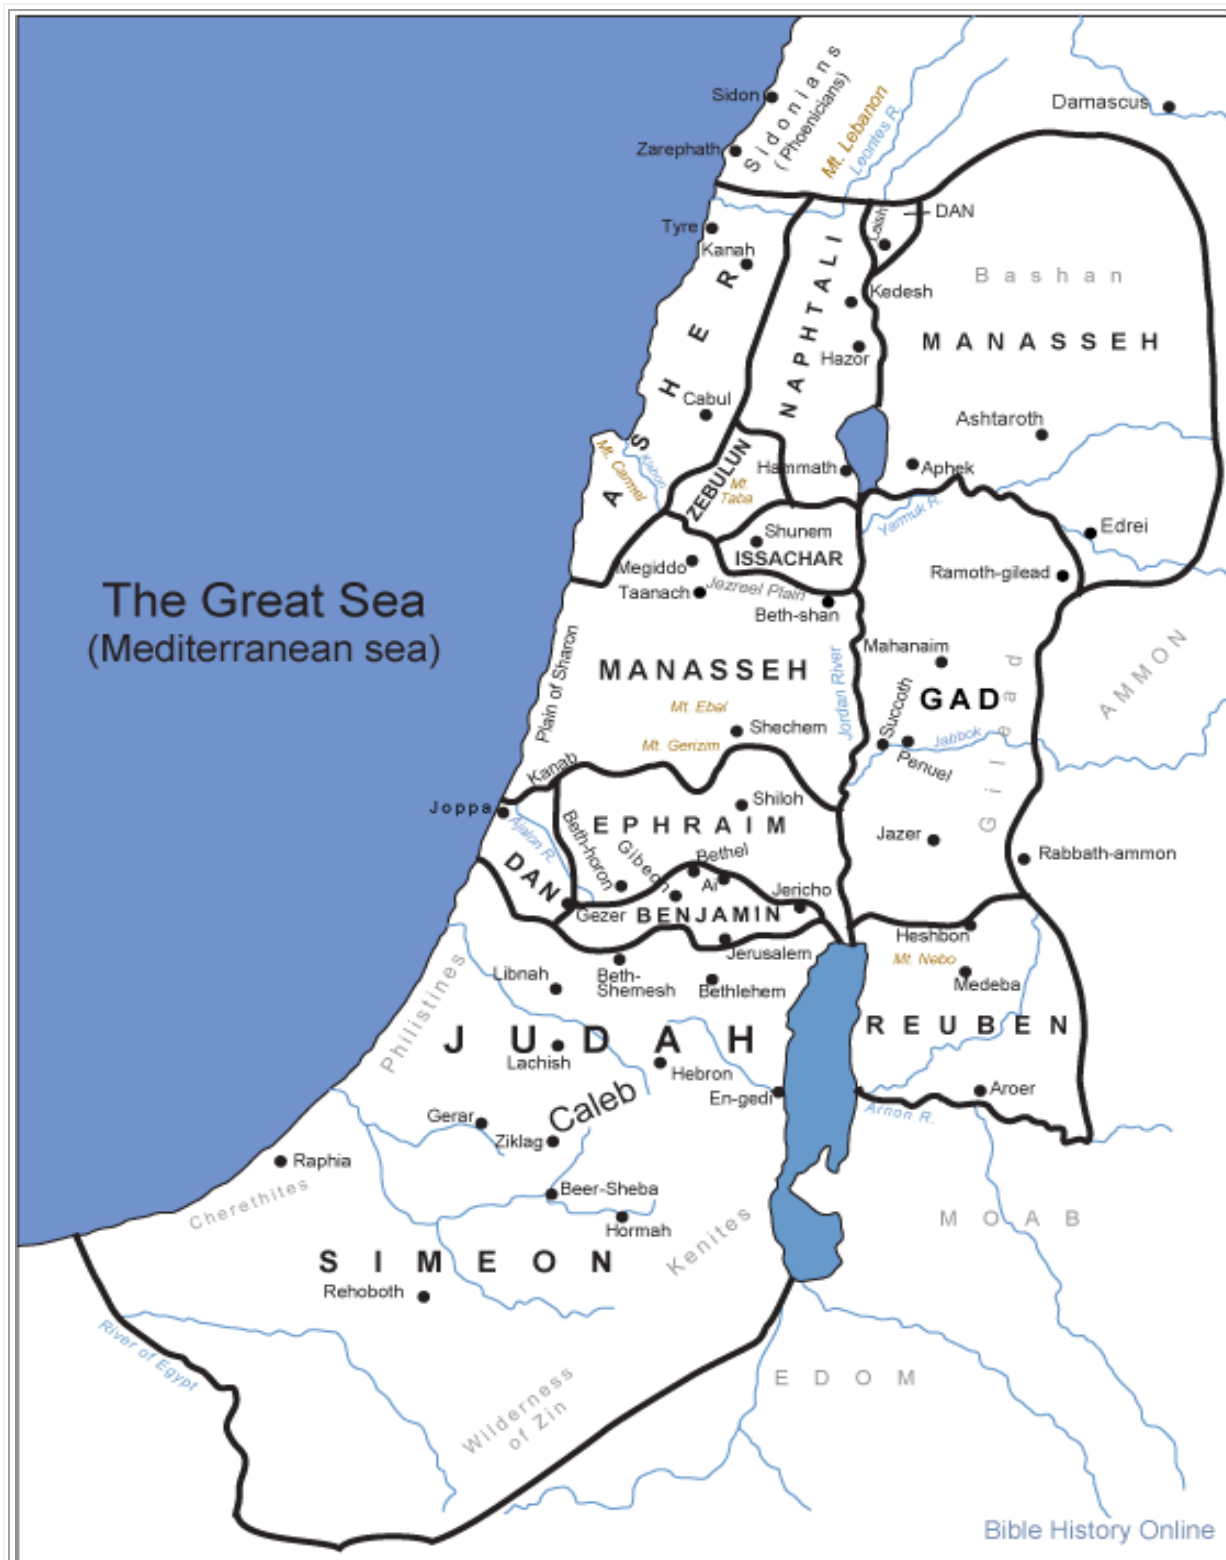 Sidon
Sidonians
(Phoenicians)
Mt. Lebanon
Leontes R.
Damascus
Zarephath
Tyre
Kanah
Laish
DAN
Bashan
ASHER
NAPHTALI
Kedesh
MANASSEH
Hazor
Cabul
Ashtaroth
Mt. Carmel
Kishon
ZEBULUN
Mt.
Taba
Hammath
Aphek
Yarmuk R.
Edrei
Shunem
ISSACHAR
Megiddo
Taanach
Jezreel Plain
Beth-shan
Ramoth-gilead
The Great Sea
(Mediterranean sea)
Plain of Sharon
MANASSEH
Jordan River
Mahanaim
GAD
Gilead
AMMON
Mt. Ebal
Shechem
Mt. Gerizim
Succoth
Penuel
Jabbok
Kanab
Joppa
Ajalon R.
Shiloh
EPHRAIM
Beth-horon
Gibeon
Bethel
Ai
Jazer
Rabbath-ammon
DAN
Gezer
BENJAMIN
Jericho
Jerusalem
Heshbon
Mt. Nebo
Medeba
Philistines
Libnah
Beth-
Shemesh
Bethlehem
JUDAH
REUBEN
Lachish
Hebron
En-gedi
Aroer
Arnon R.
Caleb
Gerar
Ziklag
Raphia
Cherethites
Beer-Sheba
Hormah
Kenites
MOAB
SIMEON
Rehoboth
River of Egypt
Wilderness
of Zin
EDOM
Bible History Online